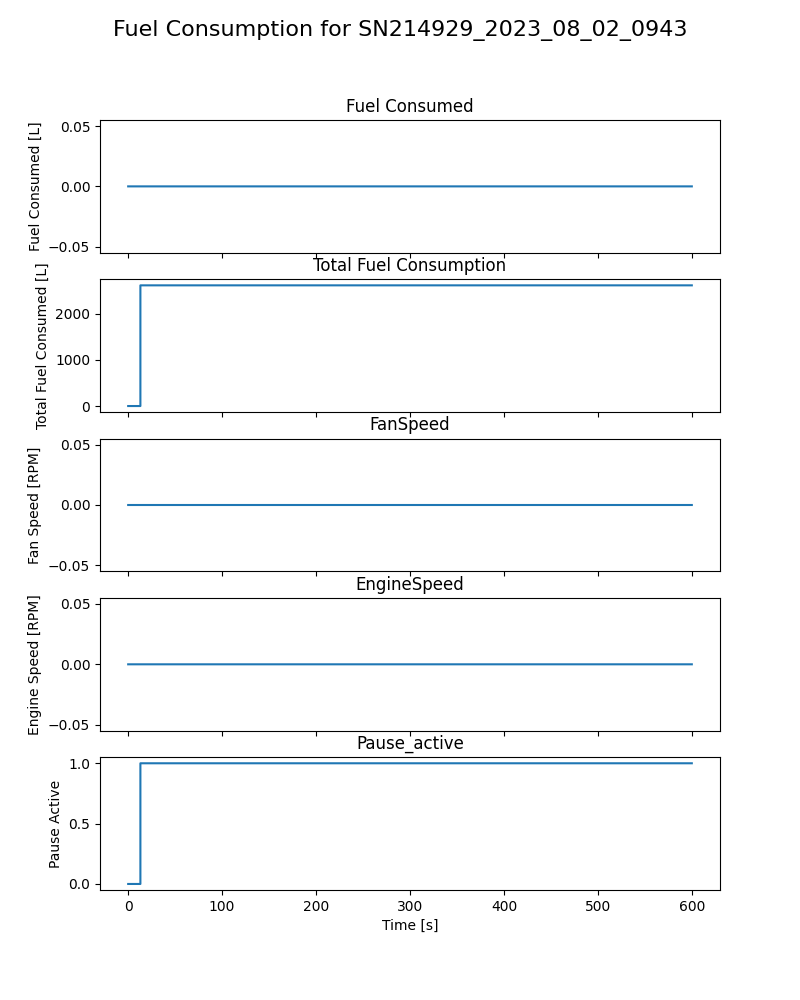 Fuel Consumption for SN214929_2023_08_02_0943
Fuel Consumed
Fuel Consumed [L]
0.05
0.00
−0.05
Total Fuel Consumption
Total Fuel Consumed [L]
2000
1000
0
FanSpeed
Fan Speed [RPM]
0.05
0.00
−0.05
EngineSpeed
Engine Speed [RPM]
0.05
0.00
−0.05
Pause_active
Pause Active
1.0
0.5
0.0
0 100 200 300 400 500 600
Time [s]